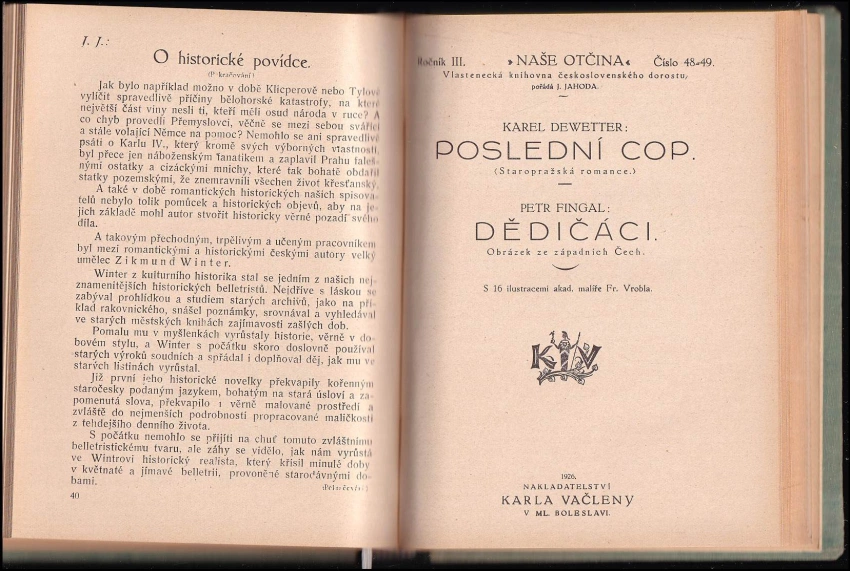 J. J.:
O historické povídce.
(Pokračování)
Jak bylo například možno v době Klicperově nebo Tylově
vylíčit spravedlivě příčiny bělohorské katastrofy, na které
největší část viny nesli ti, kteří měli osud národa v ruce? A
co chyb provedli Přemyslovci, věčně se mezi sebou svářící
a stále volající Němce na pomoc? Nemohlo se ani spravedlivě
psáti o Karlu IV., který kromě svých výborných vlastností
byl přece jen náboženským fanatikem a zaplavil Prahu faleš-
nými ostatky a cizáckými mnichy, které tak bohatě obdařil
statky pozemskými, že znemravnili všechen život křesťanský.
A také v době romantických historických našich spisova-
telů nebylo tolik pomůcek a historických objevů, aby na je-
jich základě mohl autor stvořit historicky věrné pozadí svého
díla.
A takovým přechodným, trpělivým a učeným pracovníkem
byl mezi romantickými a historickými českými autory velký
umělec Zikmund Winter.
Winter z kulturního historika stal se jedním z našich nej-
znamenitějších historických belletristů. Nejdříve s láskou se
zabýval prohlídkou a studiem starých archivů, jako na pří-
klad rakovnického, snášel poznámky, srovnával a vyhledával
ve starých městských knihách zajímavosti zašlých dob.
Pomalu mu v myšlenkách vyrůstaly historie, věrně v do-
bovém stylu, a Winter s počátku skoro doslovně používal
starých výroků soudních a spřádal i doplňoval děj, jak mu ve
starých listinách vyrůstal.
Již první jeho historické novelky překvapily kořenným
staročesky podaným jazykem, bohatým na stará úsloví a za-
pomenutá slova, překvapilo i věrně malované prostředí a
zvláště do nejmenších podrobností propracované maličkosti
z tehdejšího denního života.
S počátku nemohlo se přijíti na chuť tomuto zvláštnímu
belletristickému tvaru, ale záhy se vidělo, jak nám vyrůstá
ve Wintrovi historický realista, který křísil minulé doby
v květnaté a jímavé belletrii, provoněné starodávnými do-
bami.
40
Ročník III.
»NAŠE OTČINA«
Číslo 48-49.
Vlastenecká knihovna československého dorostu,
pořádá J. JAHODA.
KAREL DEWETTER:
POSLEDNÍ COP.
(Staropražská romance.)
PETR FINGAL:
DĚDIČÁCI.
Obrázek ze západních Čech.
S 16 ilustracemi akad. malíře Fr. Vrobla.
K V
1926.
NAKLADATELSTVÍ
KARLA VAČLENY
V ML. BOLESLAVI.